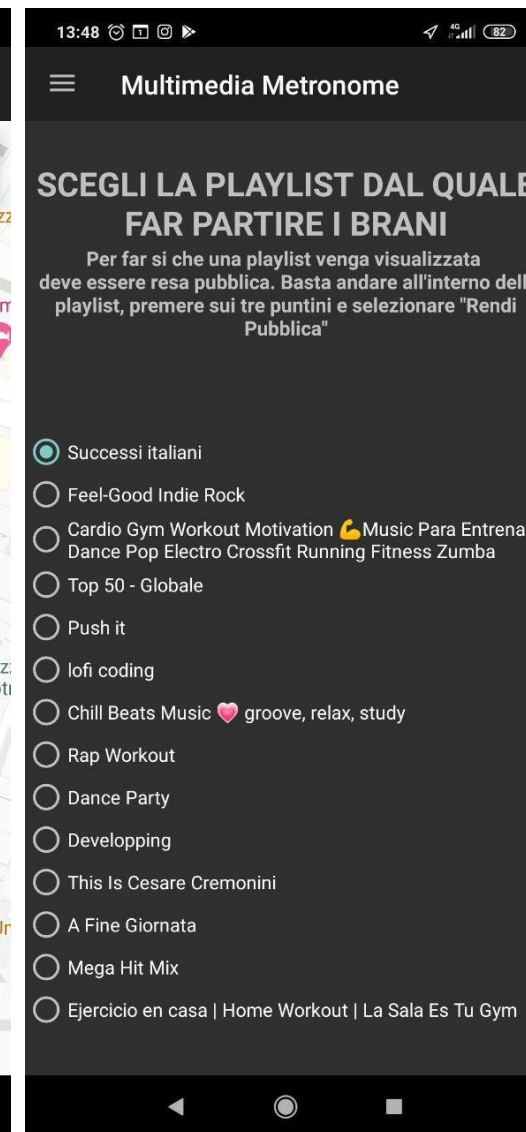 13:48
4G
82
Multimedia Metronome
SCEGLI LA PLAYLIST DAL QUALE
FAR PARTIRE I BRANI
Per far si che una playlist venga visualizzata
deve essere resa pubblica. Basta andare all'interno dell
playlist, premere sui tre puntini e selezionare "Rendi
Pubblica"
Successi italiani
Feel-Good Indie Rock
Cardio Gym Workout Motivation 💪Music Para Entrena
Dance Pop Electro Crossfit Running Fitness Zumba
Top 50 - Globale
Push it
lofi coding
Chill Beats Music 💗 groove, relax, study
Rap Workout
Dance Party
Developping
This Is Cesare Cremonini
A Fine Giornata
Mega Hit Mix
Ejercicio en casa | Home Workout | La Sala Es Tu Gym